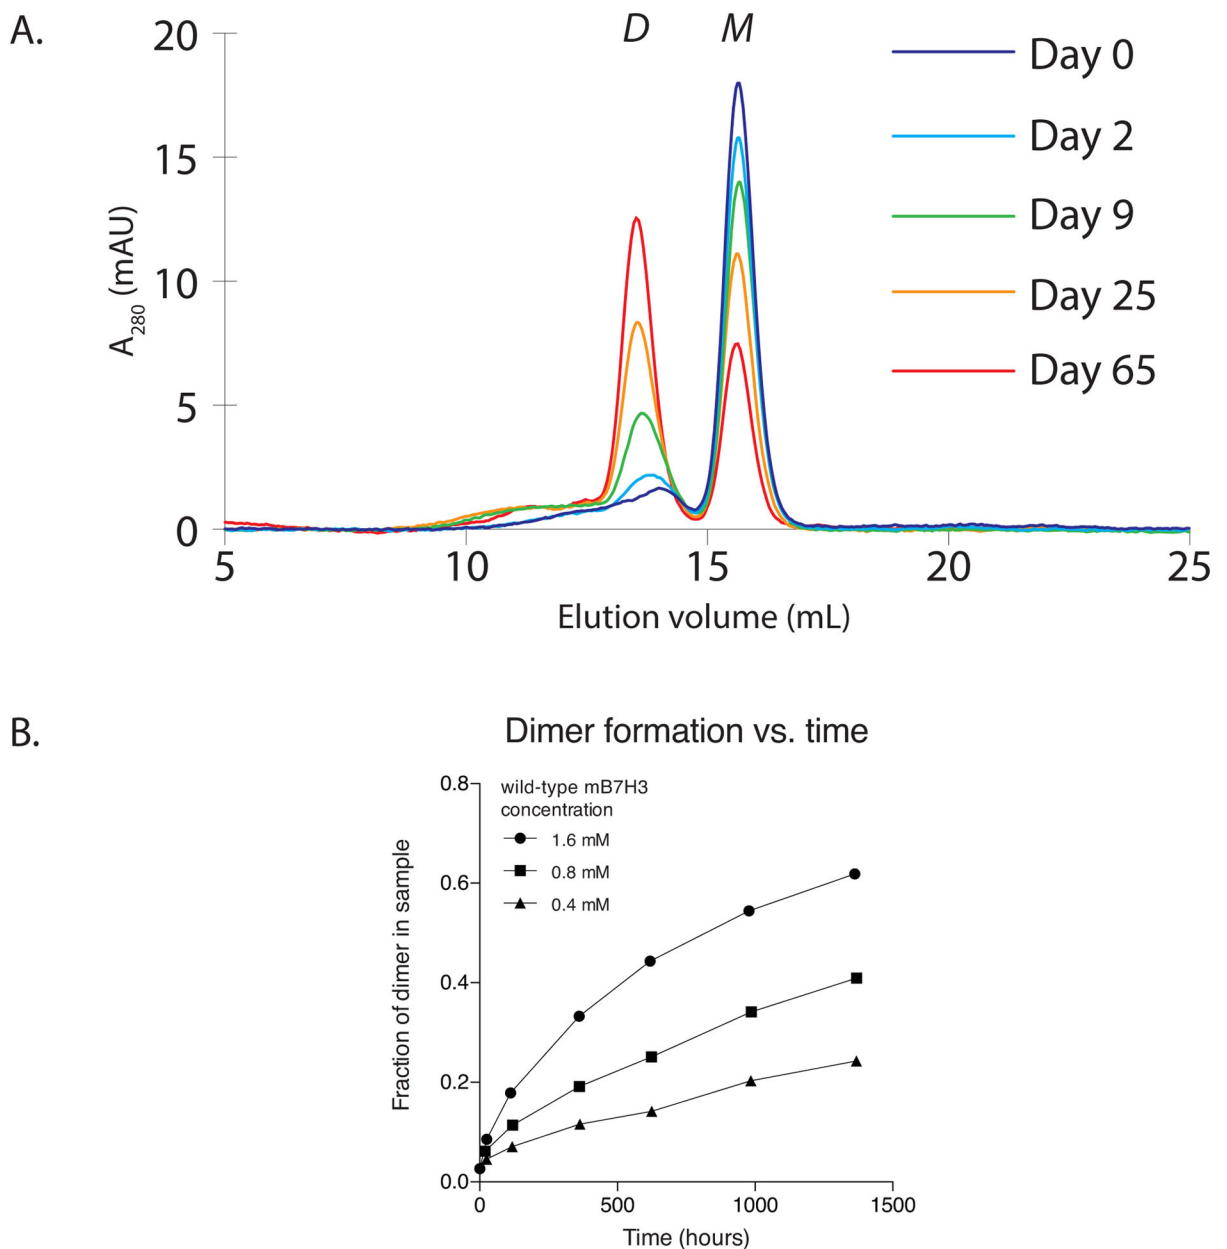 A.
D M
20
15
10
5
0
A280 (mAU)
5 10 15 20 25
Elution volume (mL)
Day 0
Day 2
Day 9
Day 25
Day 65
B.
Dimer formation vs. time
0.8
0.6
0.4
0.2
0.0
Fraction of dimer in sample
wild-type mB7H3
concentration
1.6 mM
0.8 mM
0.4 mM
0 500 1000 1500
Time (hours)